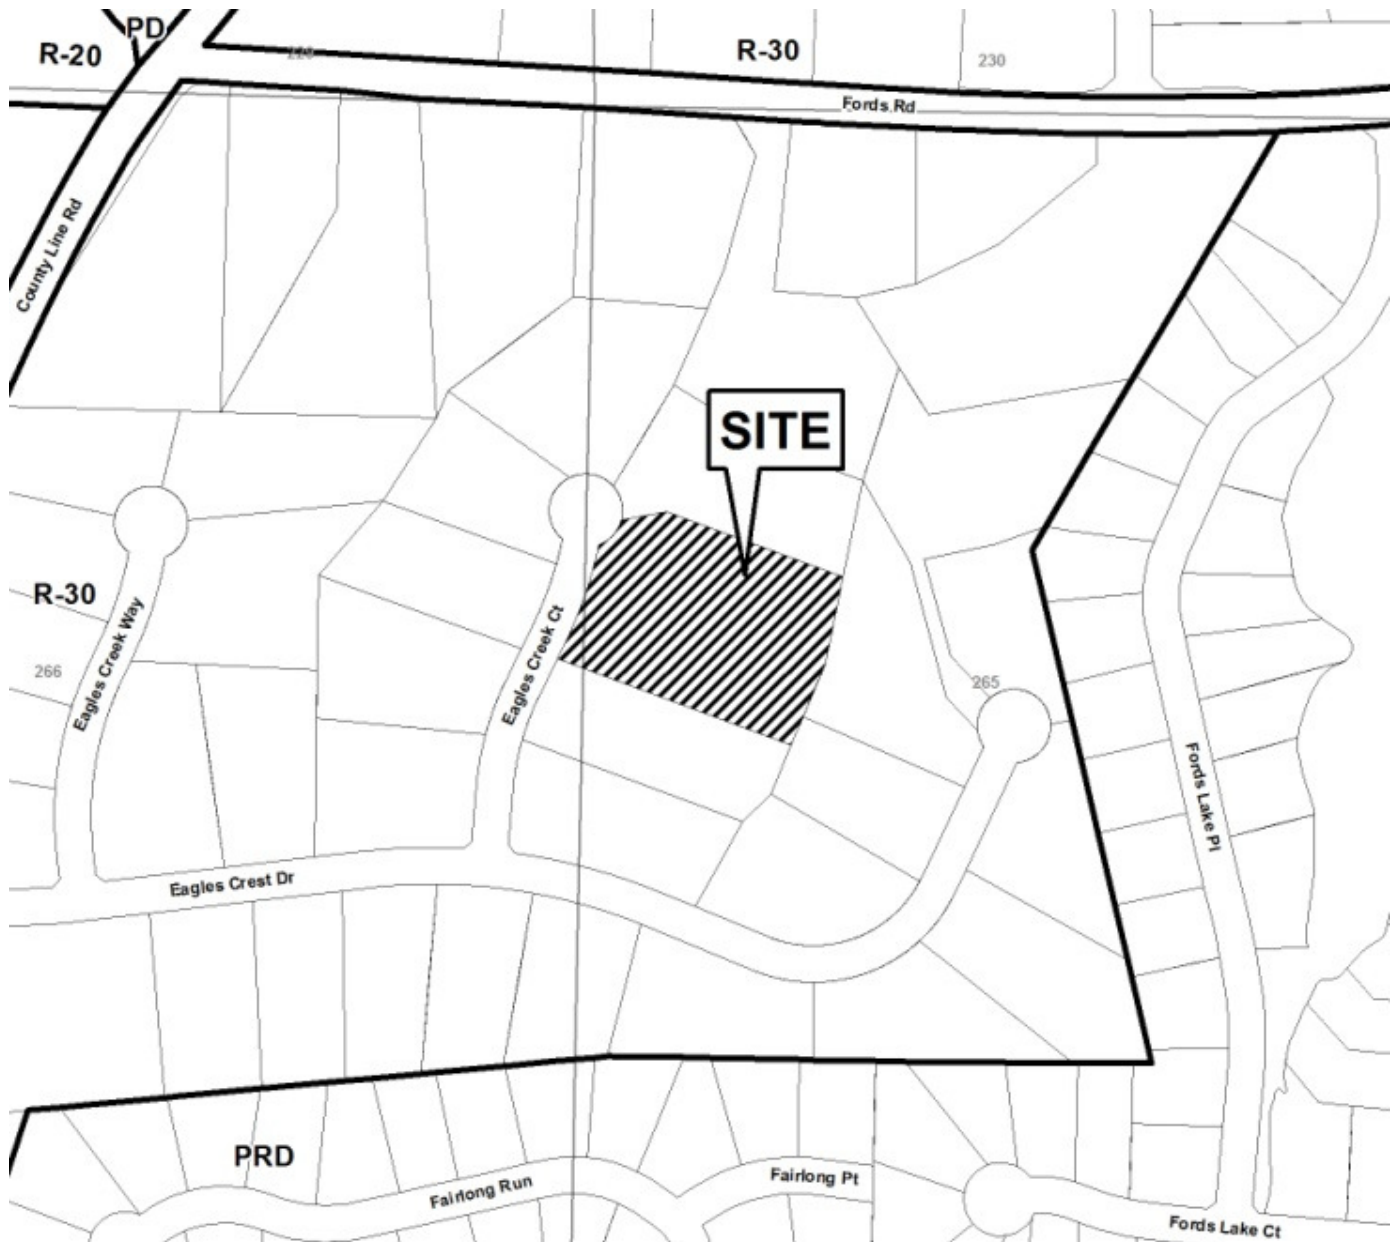 PD
R-20
229
R-30
230
Fords Rd
County Line Rd
SITE
R-30
266
Eagles Creek Way
Eagles Creek Ct
265
Fords Lake Pl
Eagles Crest Dr
PRD
Fairlong Run
Fairlong Pt
Fords Lake Ct